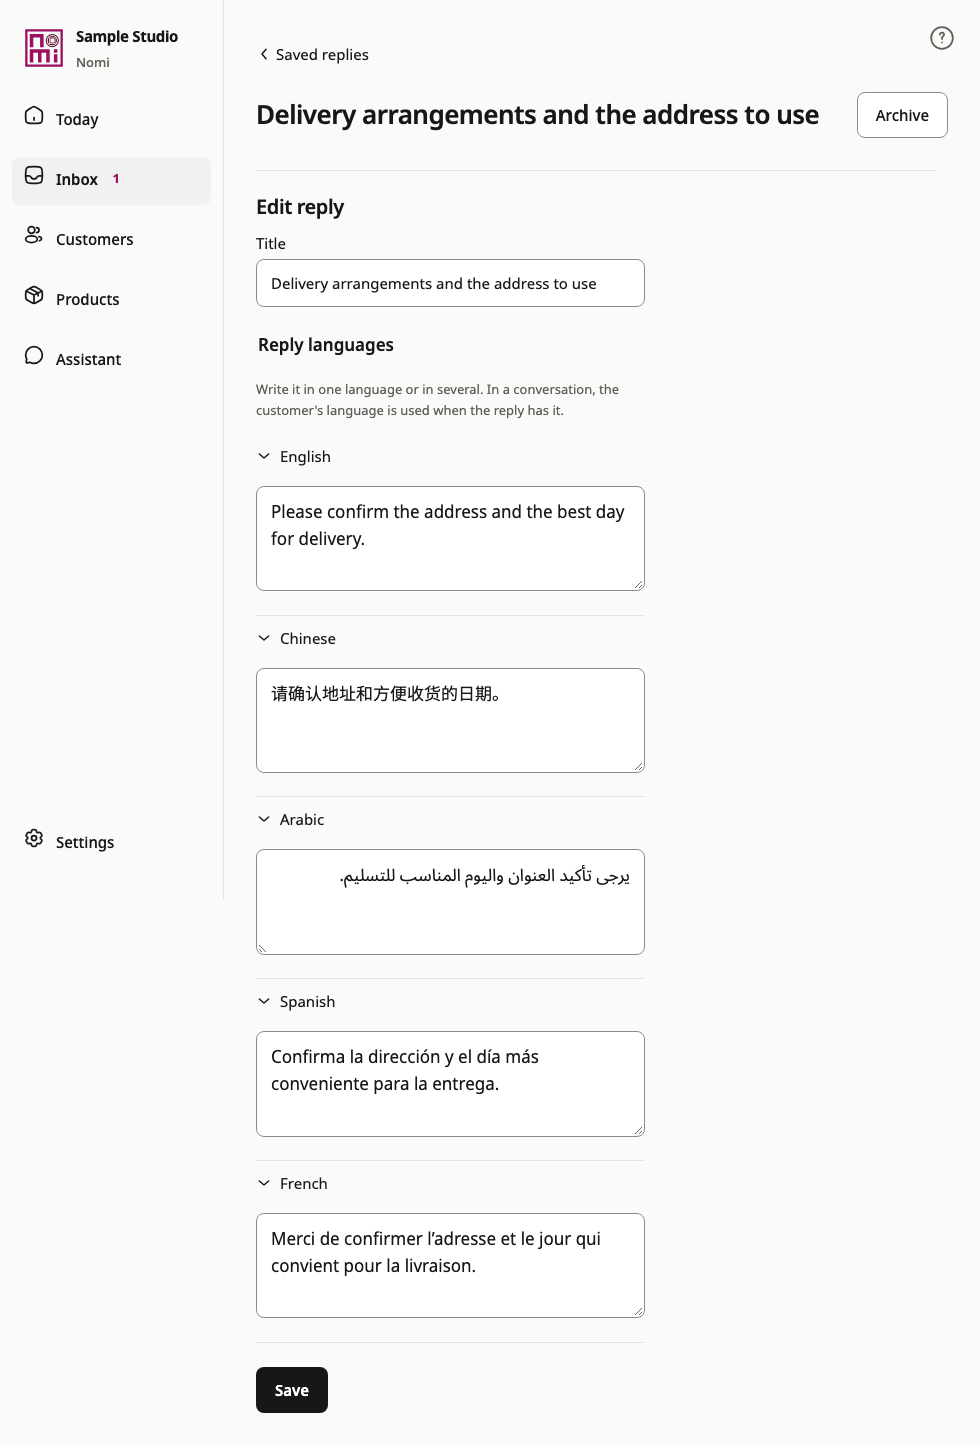 nomi
Sample Studio
Nomi
Today
Inbox 1
Customers
Products
Assistant
Settings
?
Saved replies
Delivery arrangements and the address to use
Archive
Edit reply
Title
Delivery arrangements and the address to use
Reply languages
Write it in one language or in several. In a conversation, the
customer's language is used when the reply has it.
English
Please confirm the address and the best day
for delivery.
Chinese
请确认地址和方便收货的日期。
Arabic
يرجى تأكيد العنوان واليوم المناسب للتسليم.
Spanish
Confirma la dirección y el día más
conveniente para la entrega.
French
Merci de confirmer l’adresse et le jour qui
convient pour la livraison.
Save